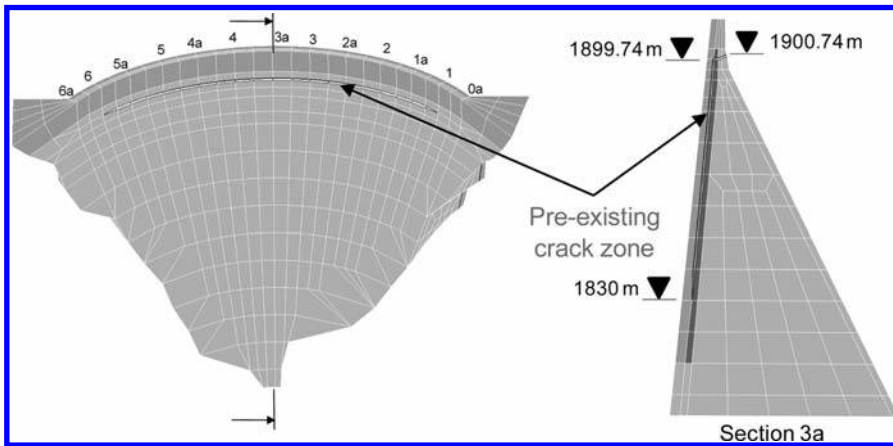 6a
6
5a
5
4a
4
3a
3
2a
2
1a
1
0a
1899.74 m
1900.74 m
Pre-existing
crack zone
1830 m
Section 3a